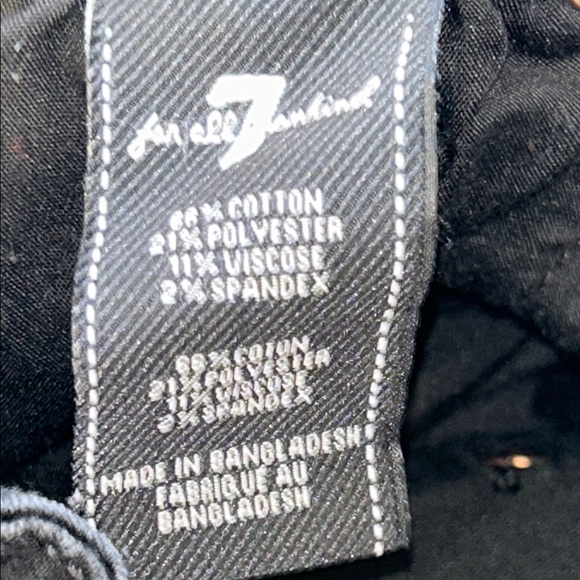 for all 7 mankind
66% COTTON
21% POLYESTER
11% VISCOSE
2% SPANDEX
COTON
POLYESTER
11% VISCOSE
SPANDEX
MADE IN BANGLADESH
FABRIQUE AU
BANGLADESH